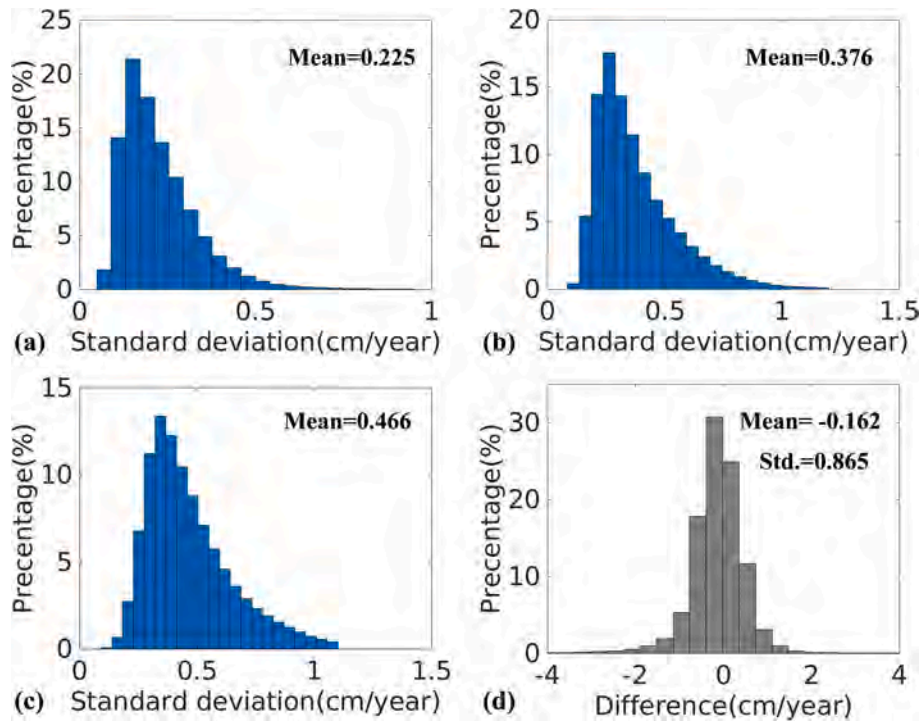 25
20
15
10
5
0
Precentage(%)
Mean=0.225
0
0.5
1
(a) Standard deviation(cm/year)
20
15
10
5
0
Precentage(%)
Mean=0.376
0
0.5
1
1.5
(b) Standard deviation(cm/year)
15
10
5
0
Precentage(%)
Mean=0.466
0
0.5
1
1.5
(c) Standard deviation(cm/year)
30
20
10
0
Precentage(%)
Mean= -0.162
Std.=0.865
-4
-2
0
2
4
(d) Difference(cm/year)